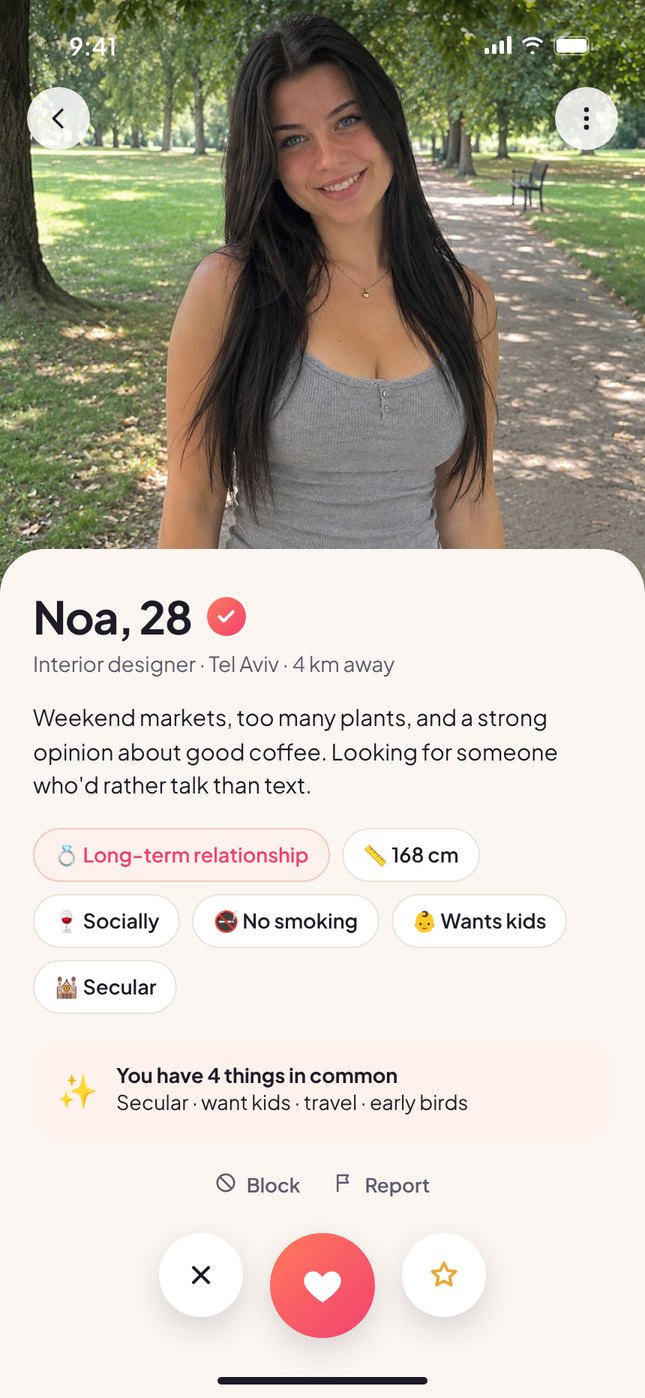 9:41
Noa, 28
Interior designer · Tel Aviv · 4 km away
Weekend markets, too many plants, and a strong
opinion about good coffee. Looking for someone
who'd rather talk than text.
💍 Long-term relationship
📏 168 cm
🍷 Socially
🚭 No smoking
👶 Wants kids
🕍 Secular
You have 4 things in common
Secular · want kids · travel · early birds
Block
Report